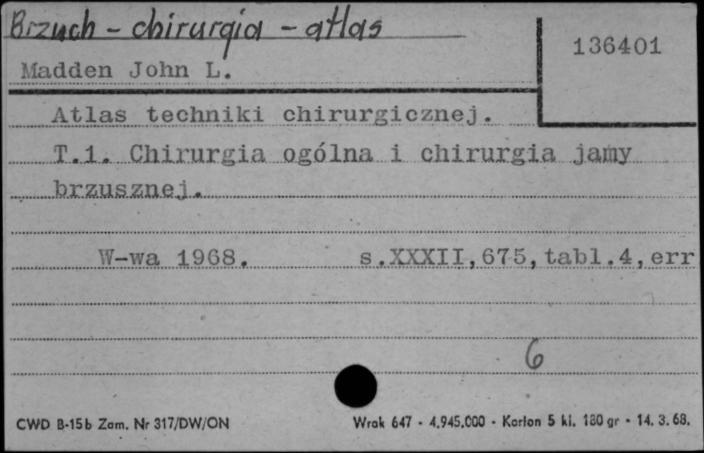 Brzuch - chirurgia - atlas
136401
Madden John L.
Atlas techniki chirurgicznej.
T.1. Chirurgia ogólna i chirurgia jamy
brzusznej.
W-wa 1968. s.XXXII,675,tabl.4,err
6
CWD B-15b Zam. Nr 317/DW/ON Wrak 647 - 4.945.000 - Karton 5 kl. 180 gr - 14. 3. 68.